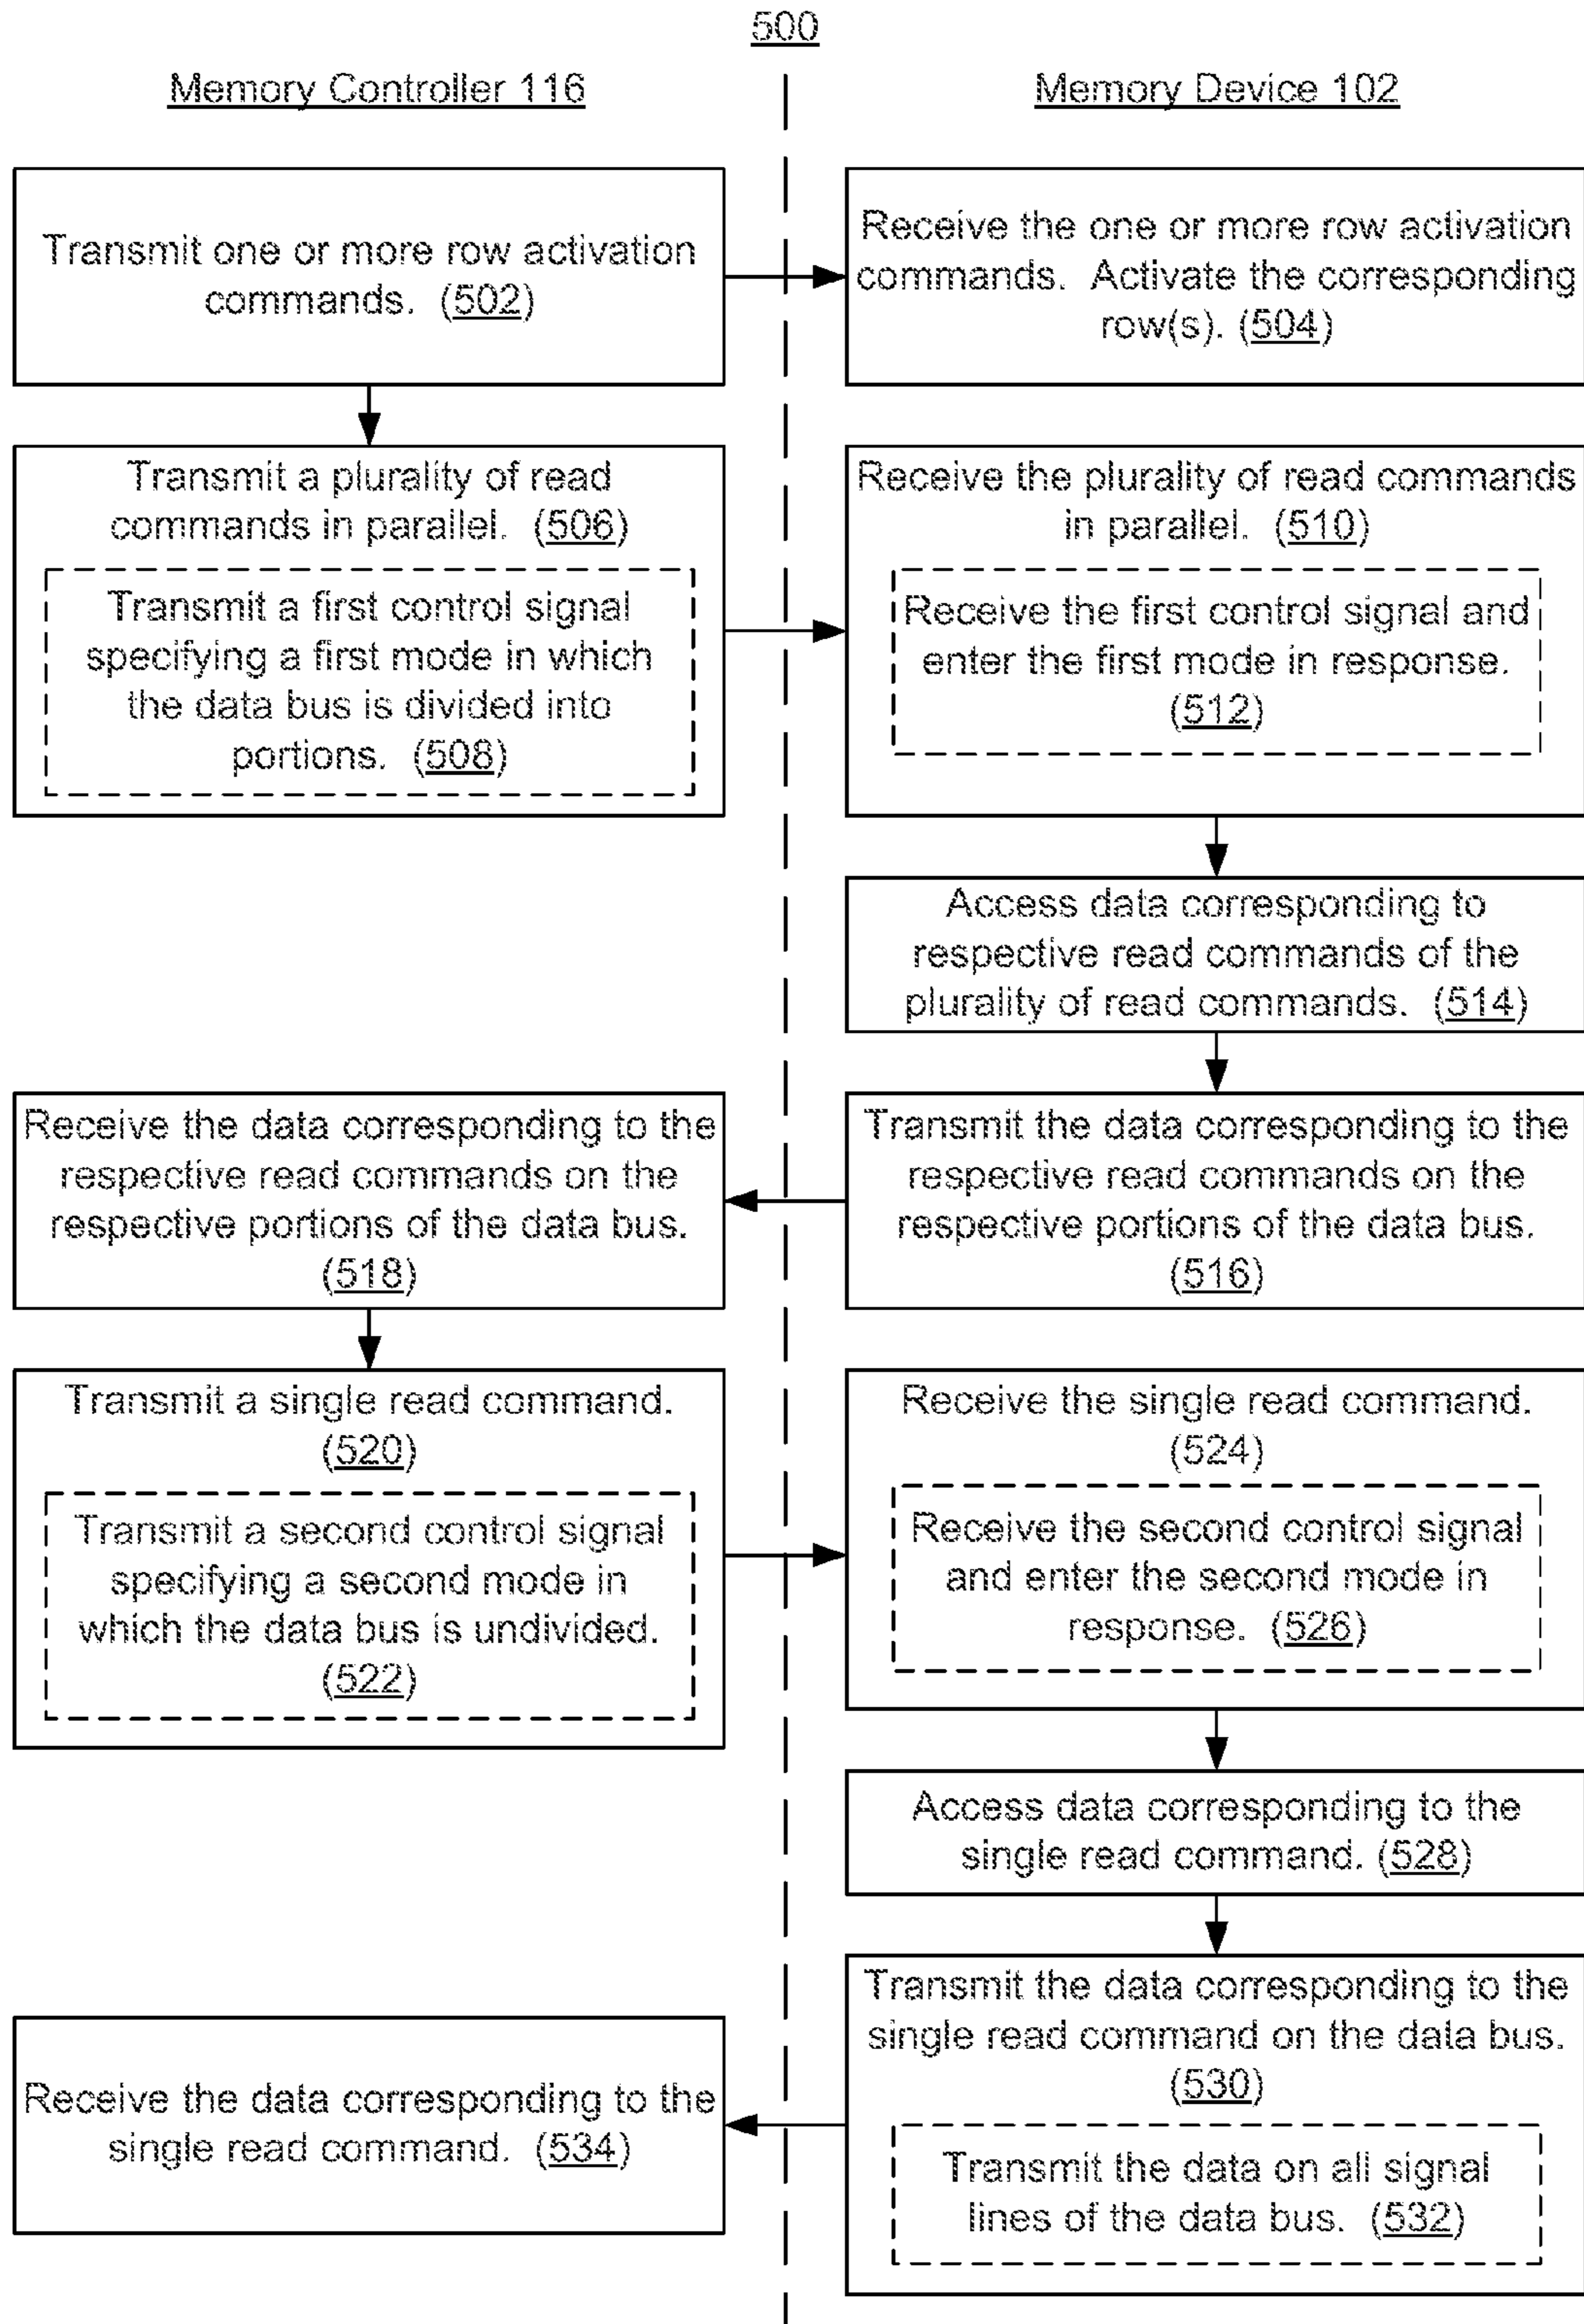 500
Memory Controller 116
Memory Device 102
Transmit one or more row activation
commands. (502)
Receive the one or more row activation
commands. Activate the corresponding
row(s). (504)
Transmit a plurality of read
commands in parallel. (506)
Transmit a first control signal
specifying a first mode in which
the data bus is divided into
portions. (508)
Receive the plurality of read commands
in parallel. (510)
Receive the first control signal and
enter the first mode in response.
(512)
Access data corresponding to
respective read commands of the
plurality of read commands. (514)
Transmit the data corresponding to the
respective read commands on the
respective portions of the data bus.
(516)
Receive the data corresponding to the
respective read commands on the
respective portions of the data bus.
(518)
Transmit a single read command.
(520)
Transmit a second control signal
specifying a second mode in
which the data bus is undivided.
(522)
Receive the single read command.
(524)
Receive the second control signal
and enter the second mode in
response. (526)
Access data corresponding to the
single read command. (528)
Transmit the data corresponding to the
single read command on the data bus.
(530)
Transmit the data on all signal
lines of the data bus. (532)
Receive the data corresponding to the
single read command. (534)